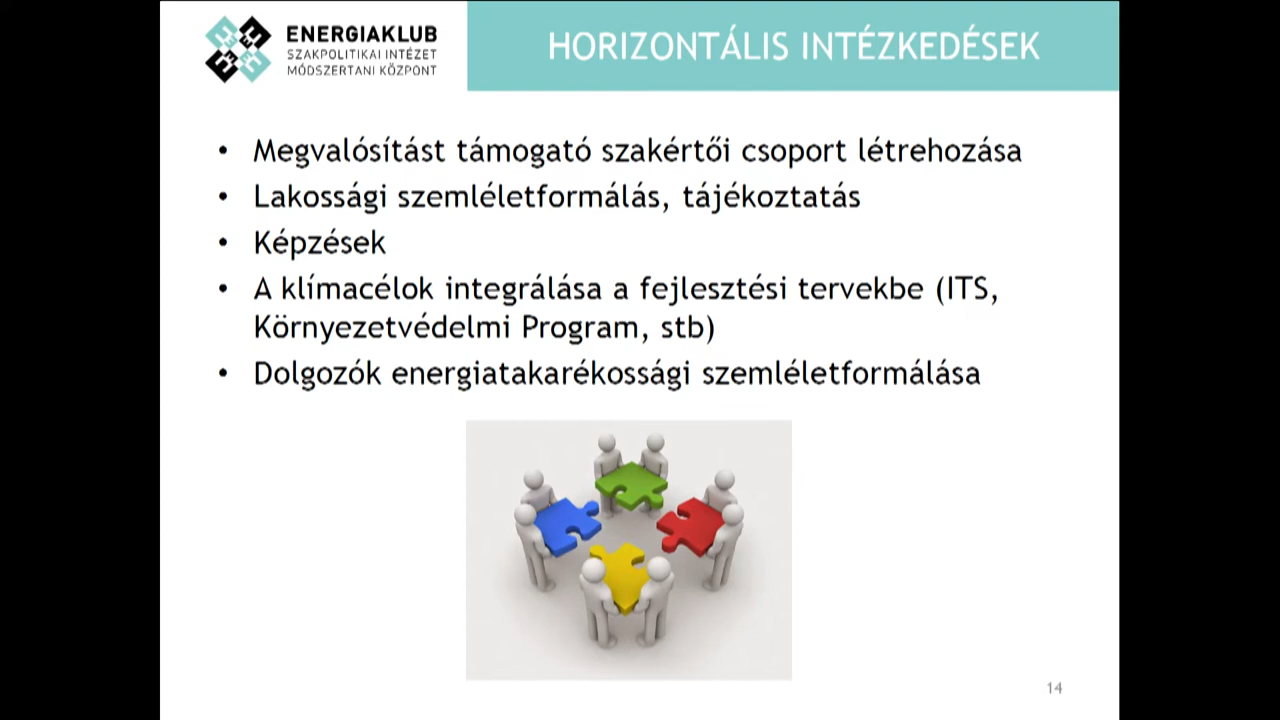 ENERGIAKLUB
SZAKPOLITIKAI INTÉZET
MÓDSZERTANI KÖZPONT
HORIZONTÁLIS INTÉZKEDÉSEK
• Megvalósítást támogató szakértői csoport létrehozása
• Lakossági szemléletformálás, tájékoztatás
• Képzések
• A klímacélok integrálása a fejlesztési tervekbe (ITS,
Környezetvédelmi Program, stb)
• Dolgozók energiatakarékossági szemléletformálása
14